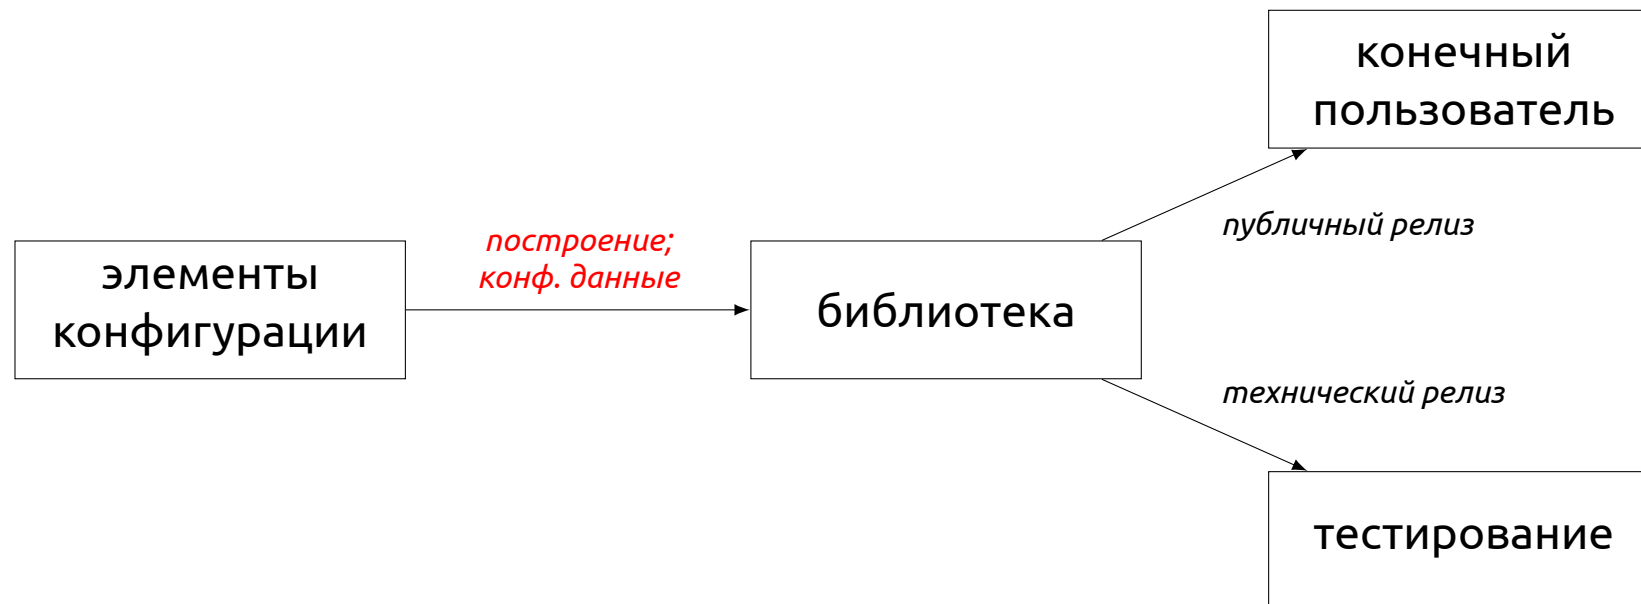 конечный
пользователь
публичный релиз
построение;
конф. данные
элементы
конфигурации
библиотека
технический релиз
тестирование